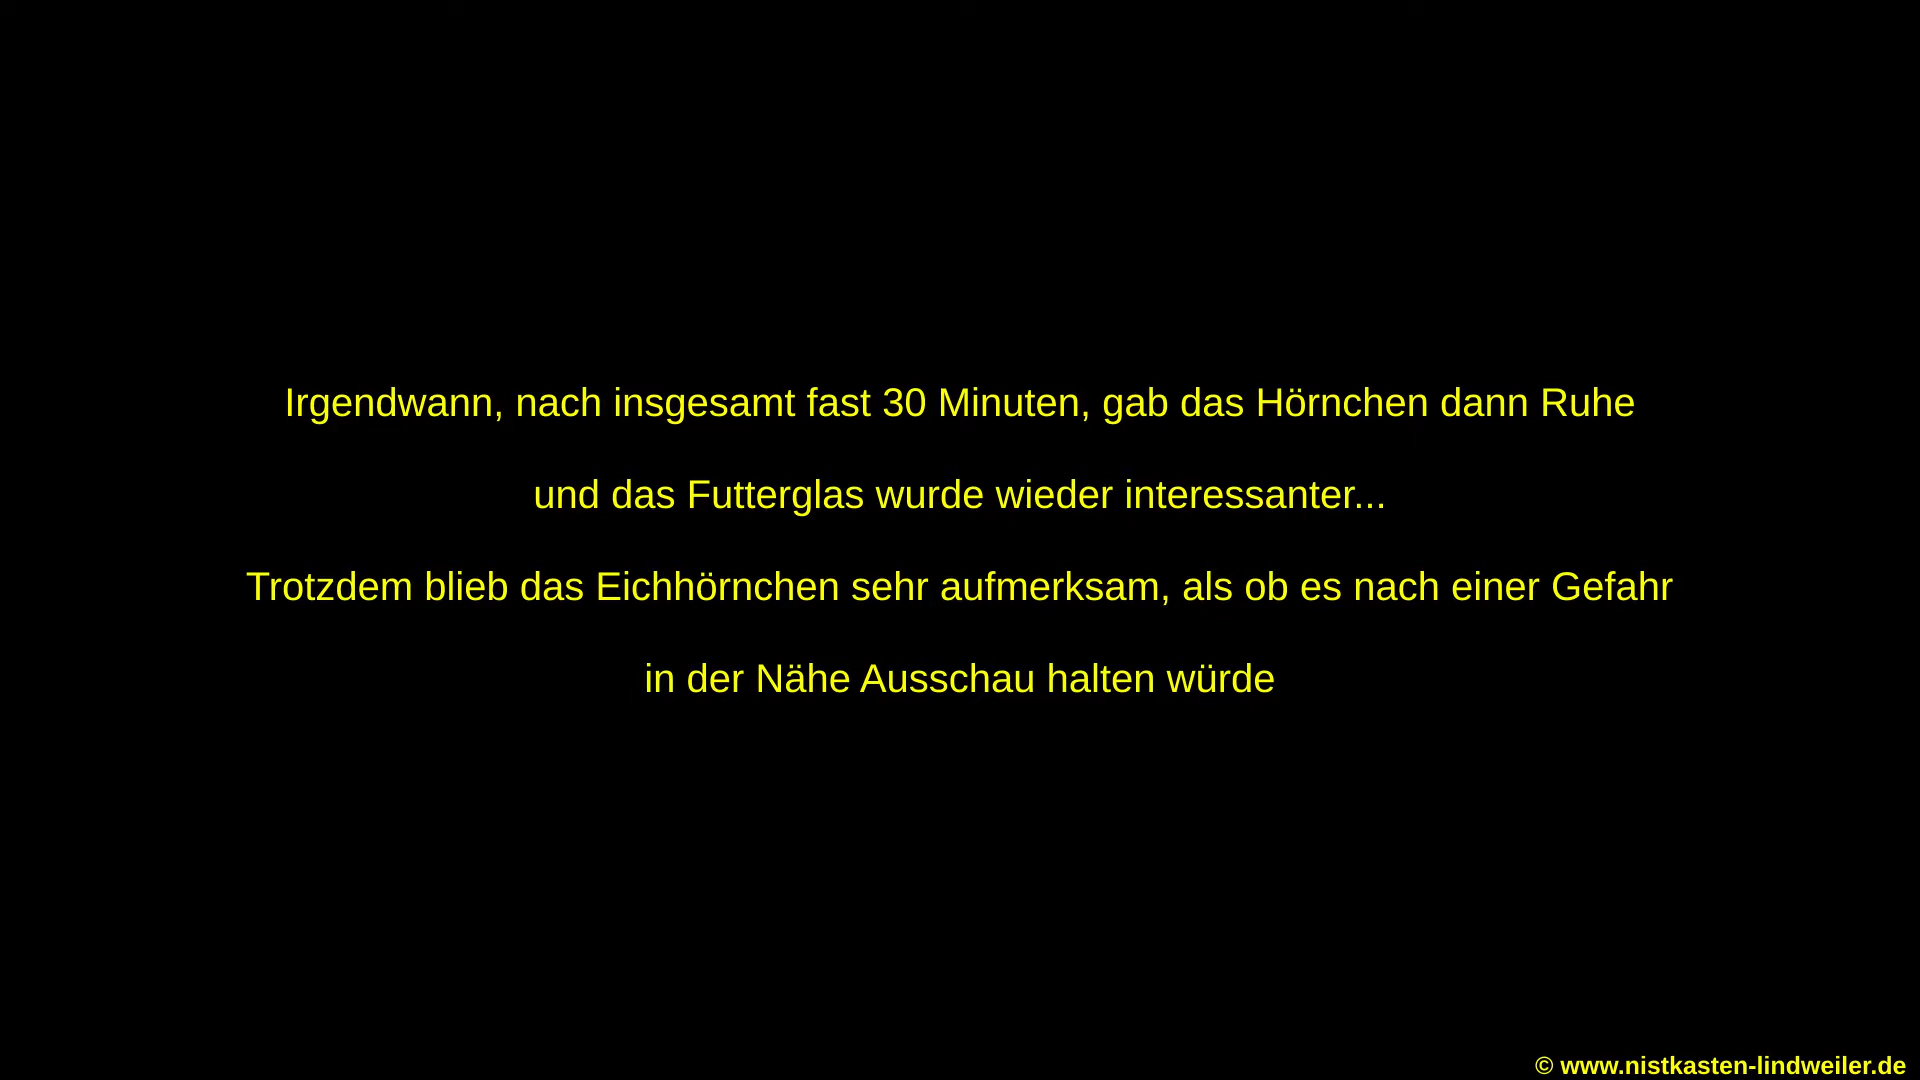 Irgendwann, nach insgesamt fast 30 Minuten, gab das Hörnchen dann Ruhe
und das Futterglas wurde wieder interessanter...
Trotzdem blieb das Eichhörnchen sehr aufmerksam, als ob es nach einer Gefahr
in der Nähe Ausschau halten würde
© www.nistkasten-lindweiler.de